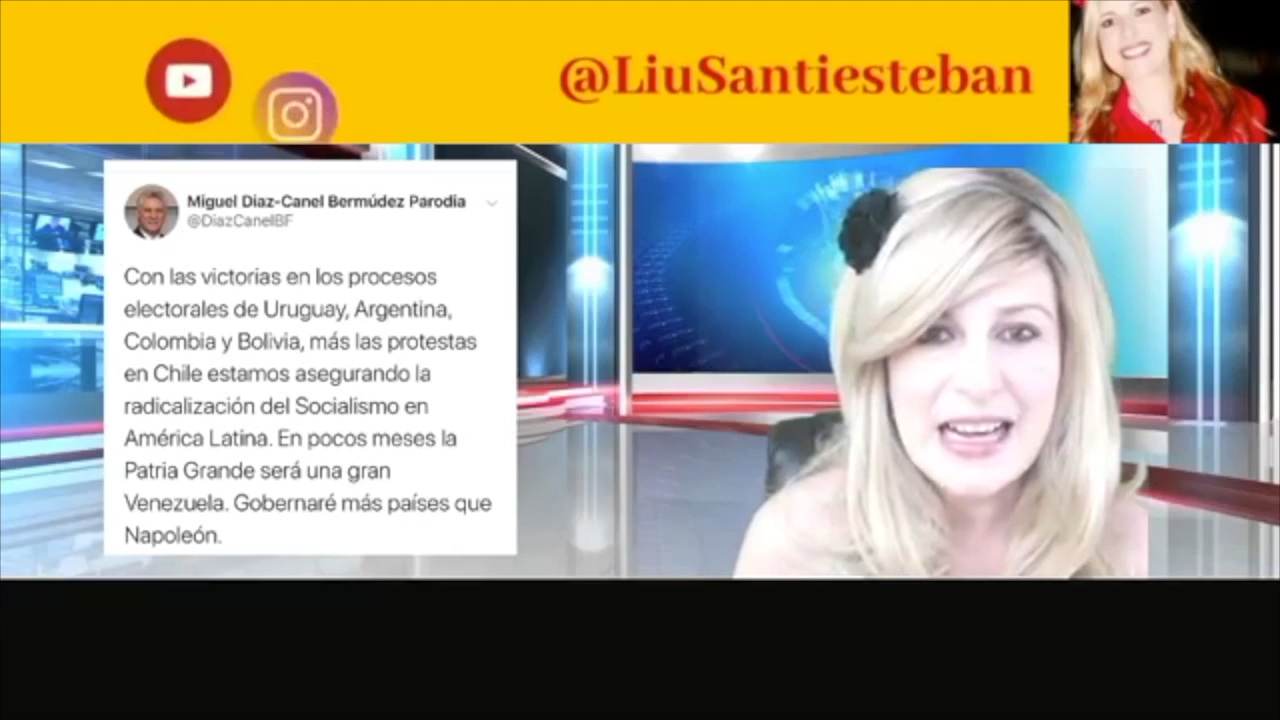 @LiuSantiesteban
Miguel Diaz-Canel Bermúdez Parodia
@DiazCanelBF
Con las victorias en los procesos
electorales de Uruguay, Argentina,
Colombia y Bolivia, más las protestas
en Chile estamos asegurando la
radicalización del Socialismo en
América Latina. En pocos meses la
Patria Grande será una gran
Venezuela. Gobernaré más países que
Napoleón.